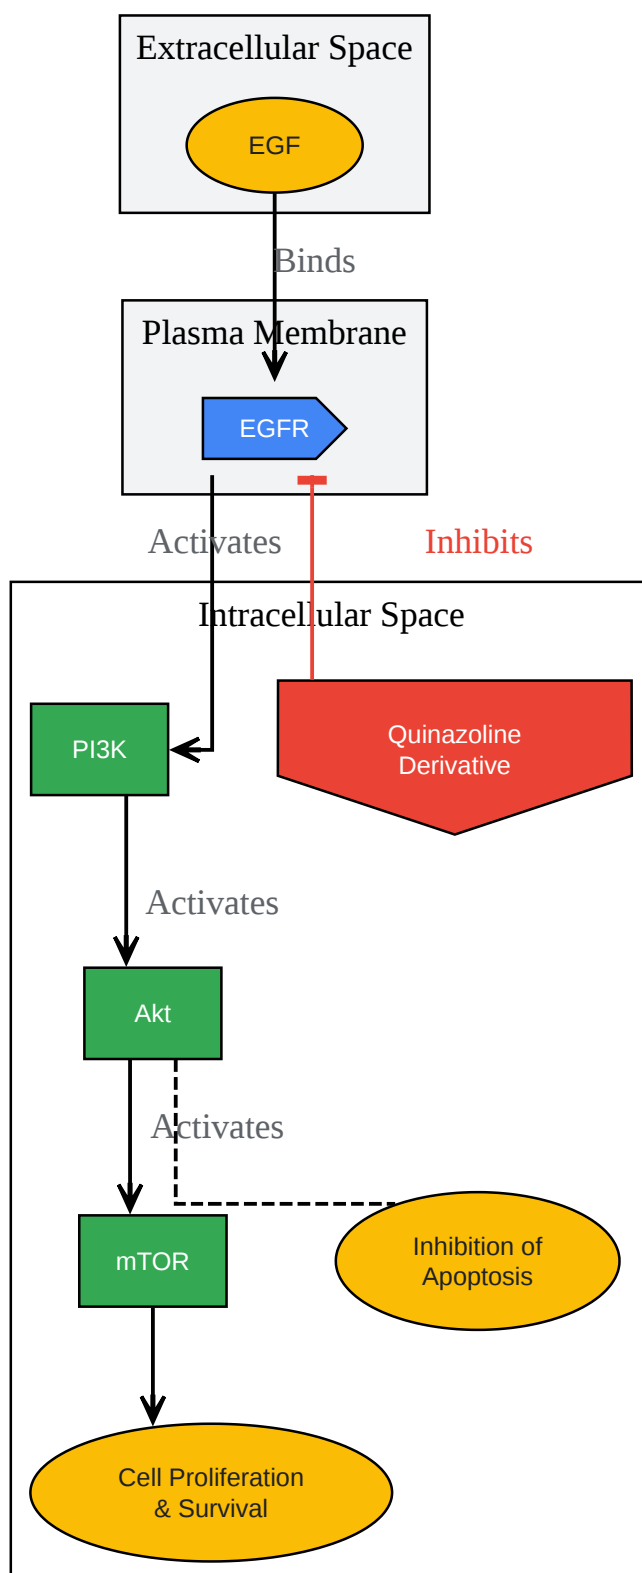 Extracellular Space
EGF
Binds
Plasma Membrane
EGFR
Activates
Inhibits
Intracellular Space
PI3K
Quinazoline
Derivative
Activates
Akt
Activates
mTOR
Inhibition of
Apoptosis
Cell Proliferation
& Survival